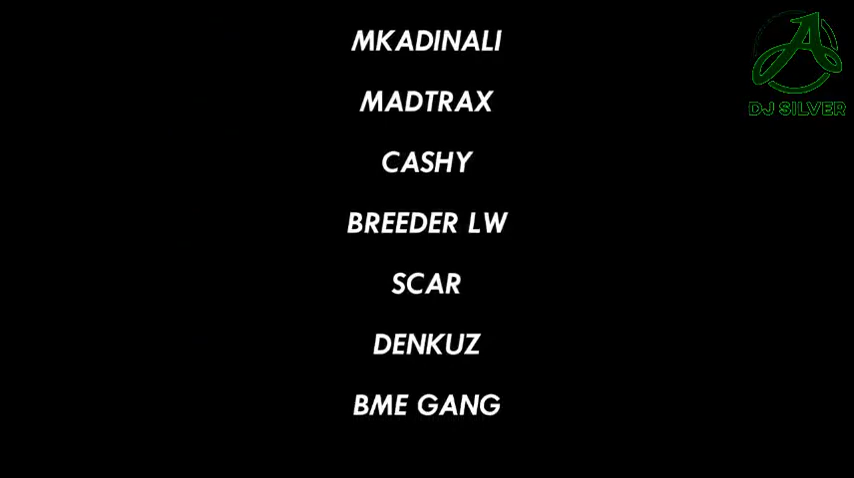 MKADINALI
MADTRAX
CASHY
BREEDER LW
SCAR
DENKUZ
BME GANG
DJ SILVER